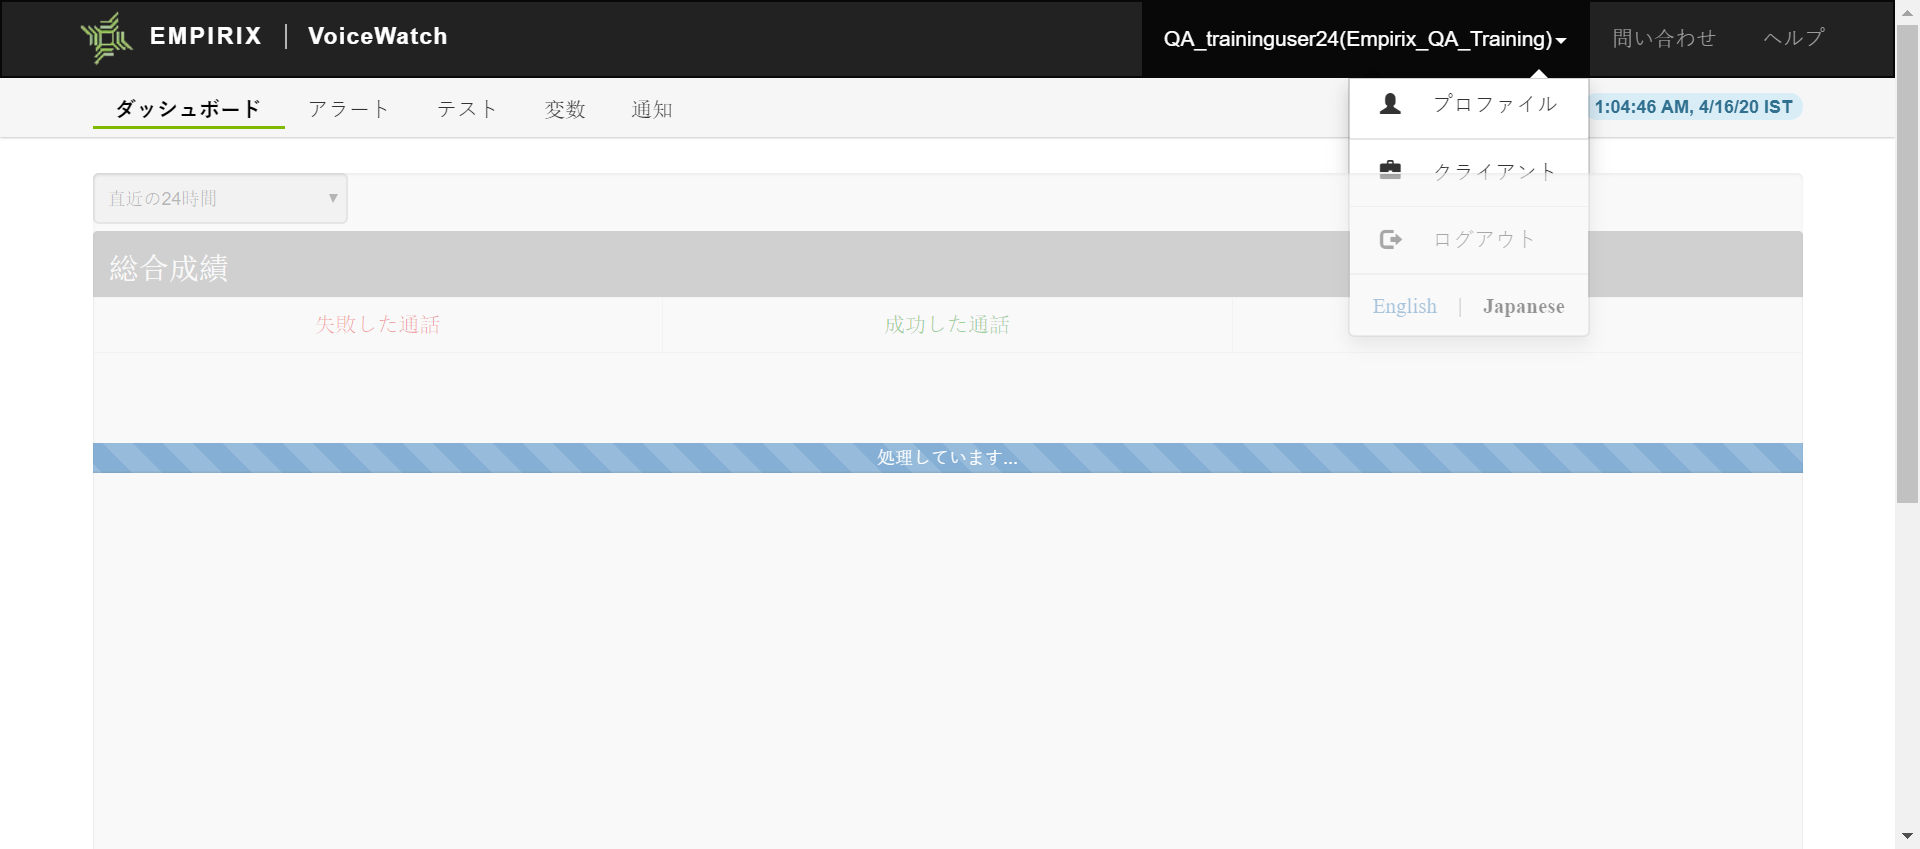 EMPIRIX | VoiceWatch
QA_traininguser24(Empirix_QA_Training)
問い合わせ
ヘルプ
ダッシュボード
アラート
テスト
変数
通知
1:04:46 AM, 4/16/20 IST
プロファイル
クライアント
ログアウト
English | Japanese
直近の24時間
総合成績
失敗した通話
成功した通話
処理しています...